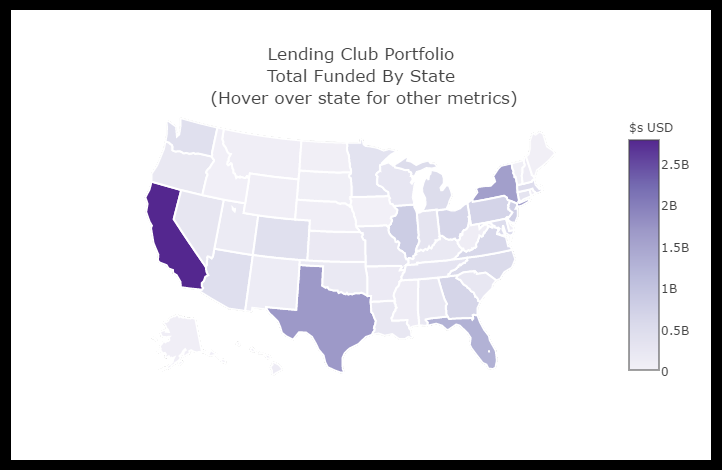 Lending Club Portfolio
Total Funded By State
(Hover over state for other metrics)
$s USD
2.5B
2B
1.5B
1B
0.5B
0